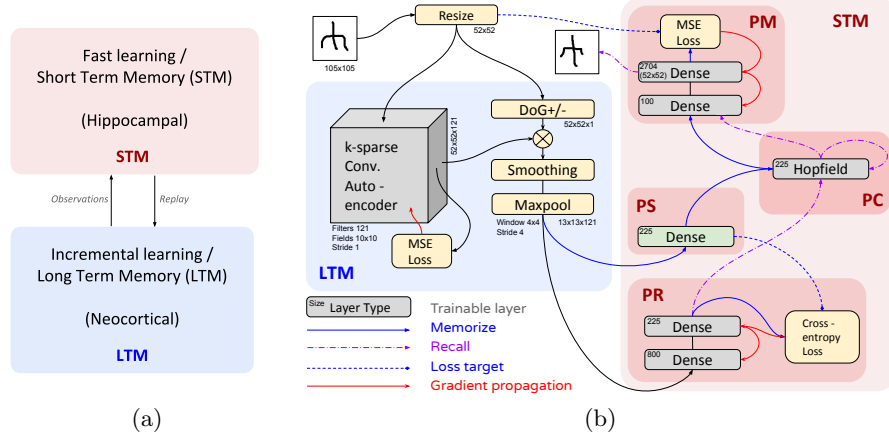 Fast learning /
Short Term Memory (STM)
(Hippocampal)
STM
Observations
Replay
Incremental learning /
Long Term Memory (LTM)
(Neocortical)
LTM
(a)
105x105
Resize
52x52
LTM
k-sparse
Conv.
Auto -
encoder
52x52x121
Filters 121
Fields 10x10
Stride 1
MSE
Loss
DoG+/-
52x52x1
Smoothing
Maxpool
Window 4x4
Stride 4
13x13x121
STM
PM
MSE
Loss
2704
(52x52)
Dense
100
Dense
225
Hopfield
PC
PS
225
Dense
PR
225
Dense
800
Dense
Cross -
entropy
Loss
Size
Layer Type
Trainable layer
Memorize
Recall
Loss target
Gradient propagation
(b)